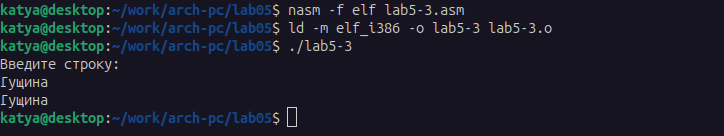 katya@desktop:~/work/arch-pc/lab05$ nasm -f elf lab5-3.asm
katya@desktop:~/work/arch-pc/lab05$ ld -m elf_i386 -o lab5-3 lab5-3.o
katya@desktop:~/work/arch-pc/lab05$ ./lab5-3
Введите строку:
Гущина
Гущина
katya@desktop:~/work/arch-pc/lab05$